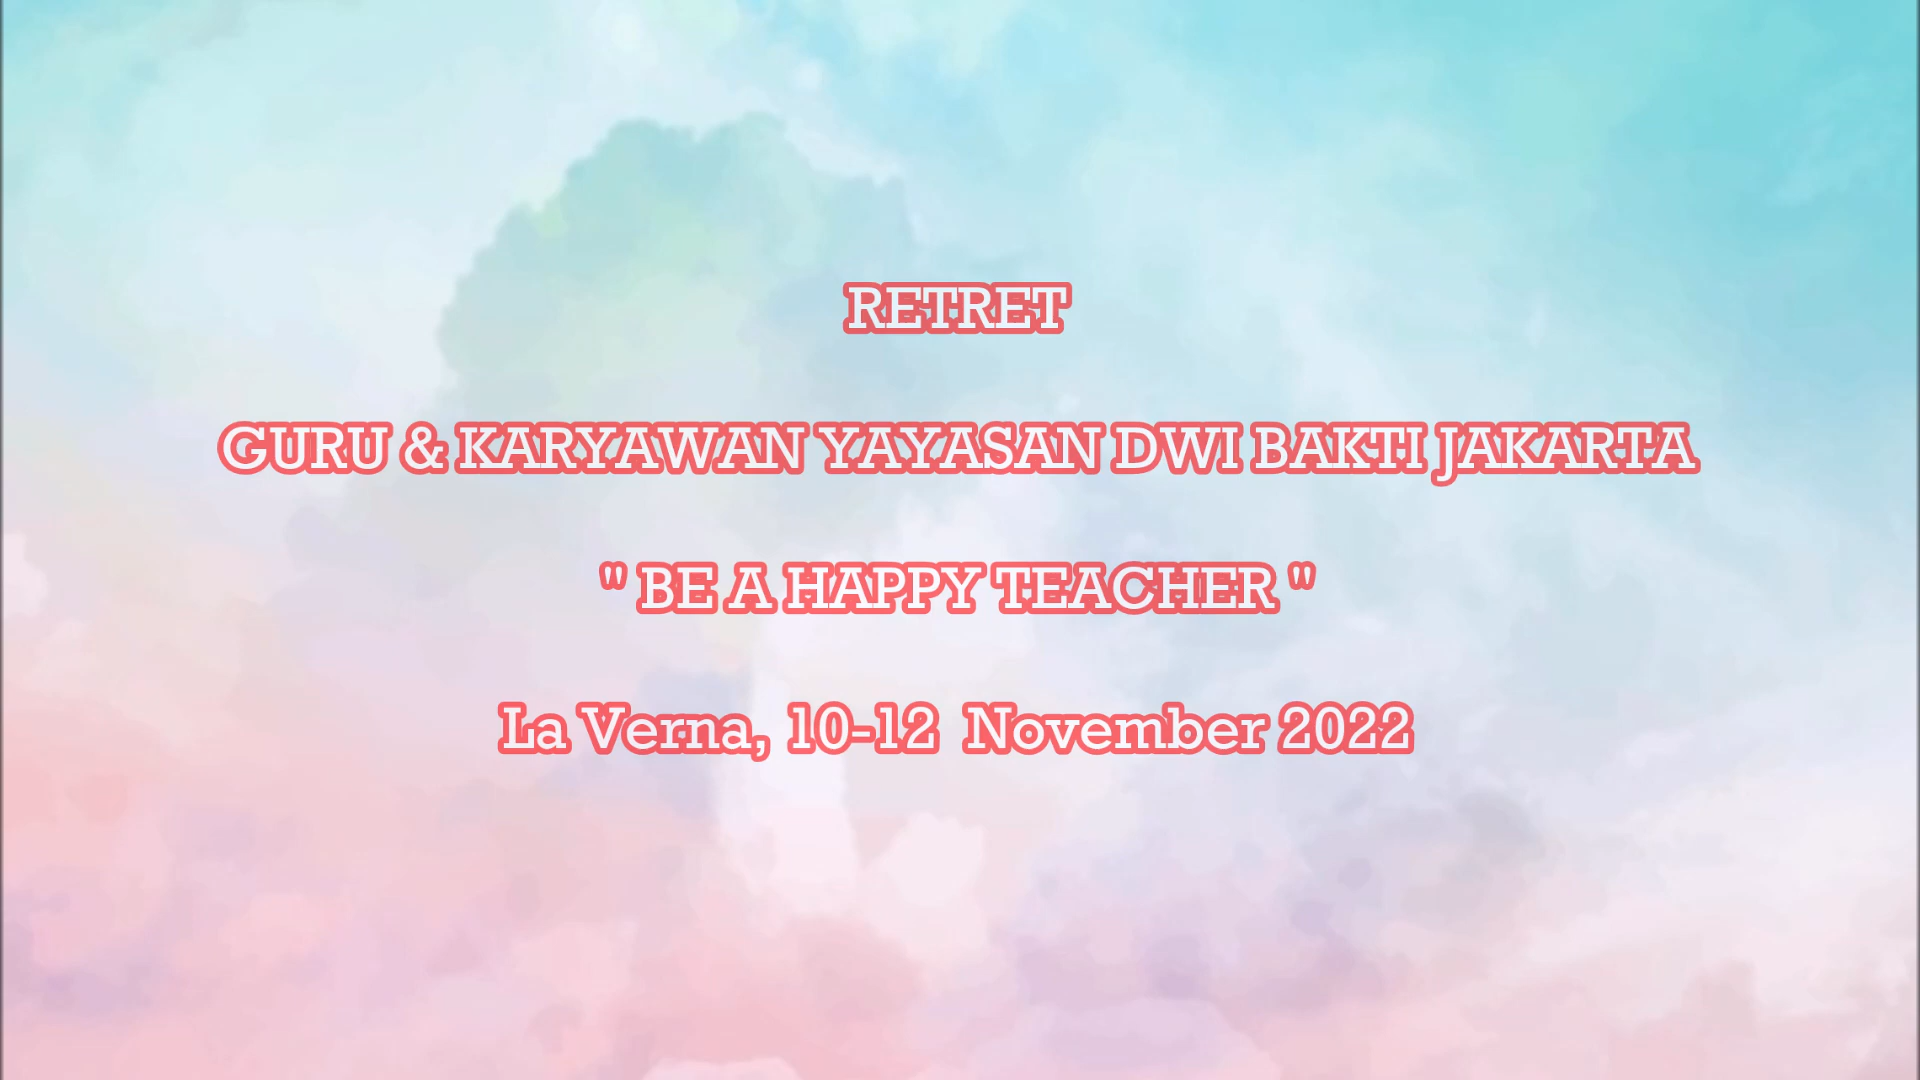 RETRET
GURU & KARYAWAN YAYASAN DWI BAKTI JAKARTA
" BE A HAPPY TEACHER "
La Verna, 10-12 November 2022